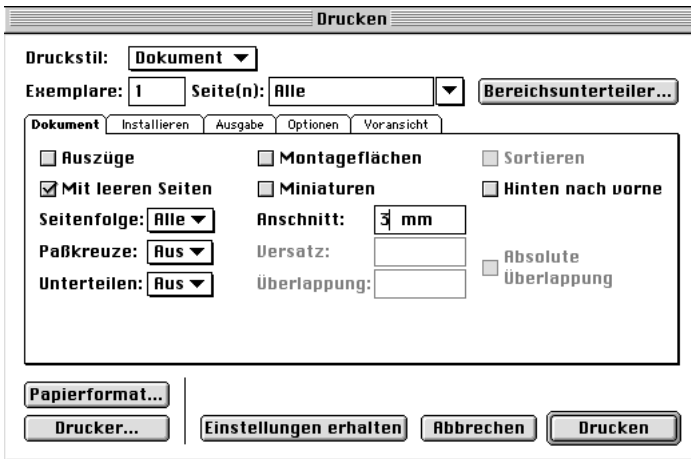 Drucken
Druckstil: Dokument
Exemplare: 1 Seite(n): Alle Bereichsunterteiler...
Dokument Installieren Ausgabe Optionen Voransicht
Auszüge Montageflächen Sortieren
Mit leeren Seiten Miniaturen Hinten nach vorne
Seitenfolge: Alle Anschnitt: 3 mm
Paßkreuze: Aus Versatz: Absolute
Unterteilen: Aus Überlappung: Überlappung
Papierformat...
Drucker... Einstellungen erhalten Abbrechen Drucken